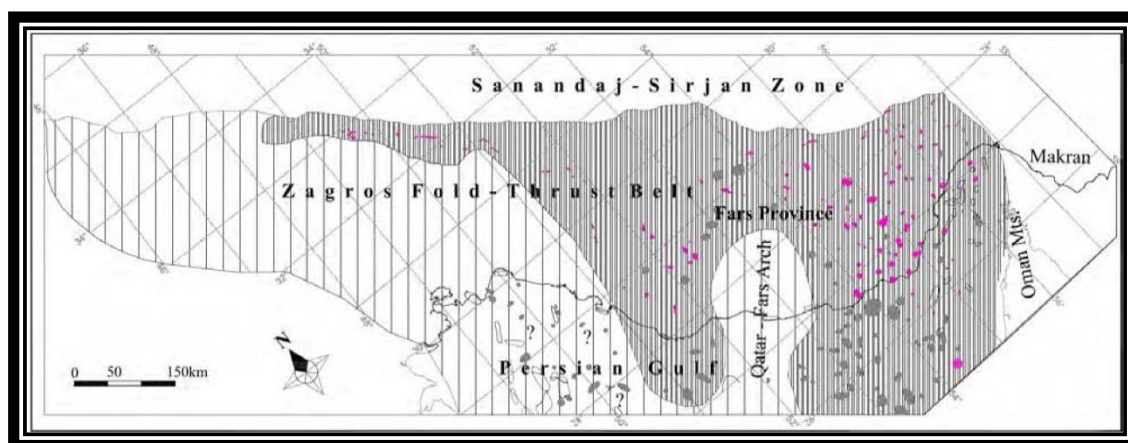 Sanandaj-Sirjan Zone
Makran
Zagros Fold-Thrust Belt
Fars Province
Oman Mts.
Qatar-Fars Arch
?
?
Persian Gulf
?
N
0 50 150km